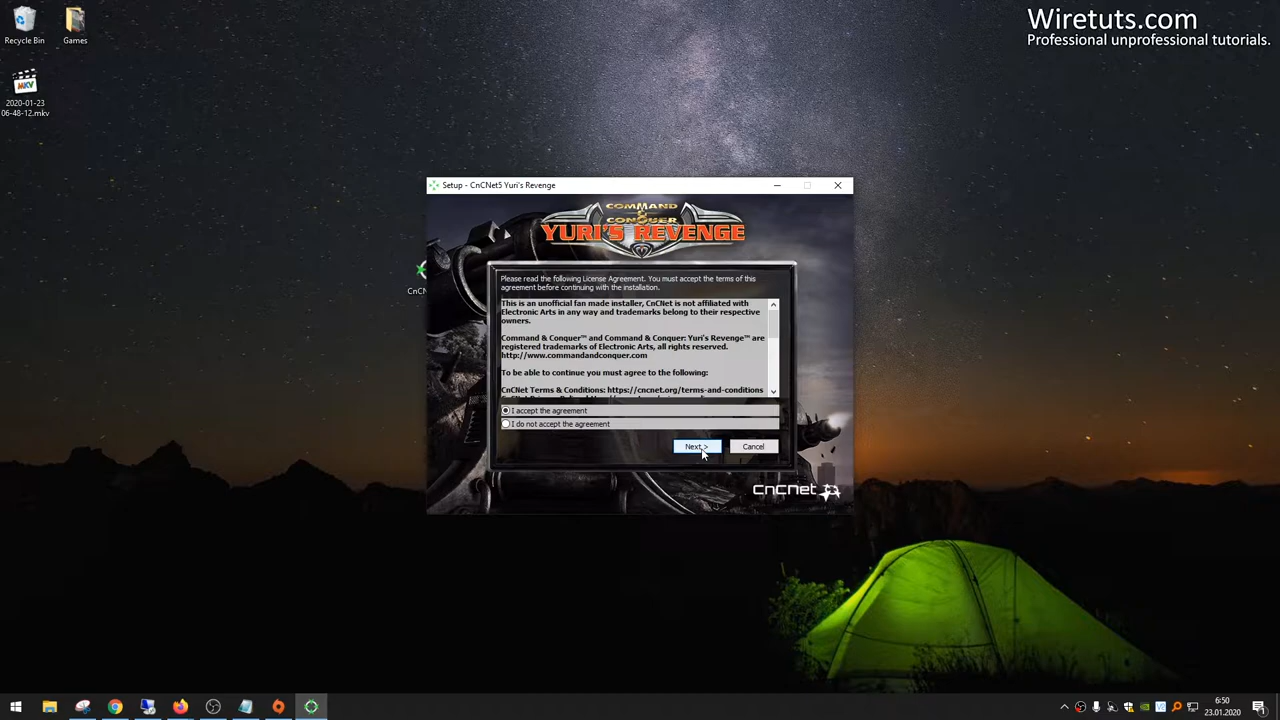 Wiretuts.com
Professional unprofessional tutorials.
Recycle Bin
Games
MKV
2020-01-23
06-48-12.mkv
Setup - CnCNet5 Yuri's Revenge
COMMAND
&
CONQUER
YURI'S REVENGE
CnC
Please read the following License Agreement. You must accept the terms of this
agreement before continuing with the installation.
This is an unofficial fan made installer, CnCNet is not affiliated with
Electronic Arts in any way and trademarks belong to their respective
owners.
Command & Conquer™ and Command & Conquer: Yuri's Revenge™ are
registered trademarks of Electronic Arts, all rights reserved.
http://www.commandandconquer.com
To be able to continue you must agree to the following:
CnCNet Terms & Conditions: https://cncnet.org/terms-and-conditions
I accept the agreement
I do not accept the agreement
Next >
Cancel
CnCNet
6:50
23.01.2020